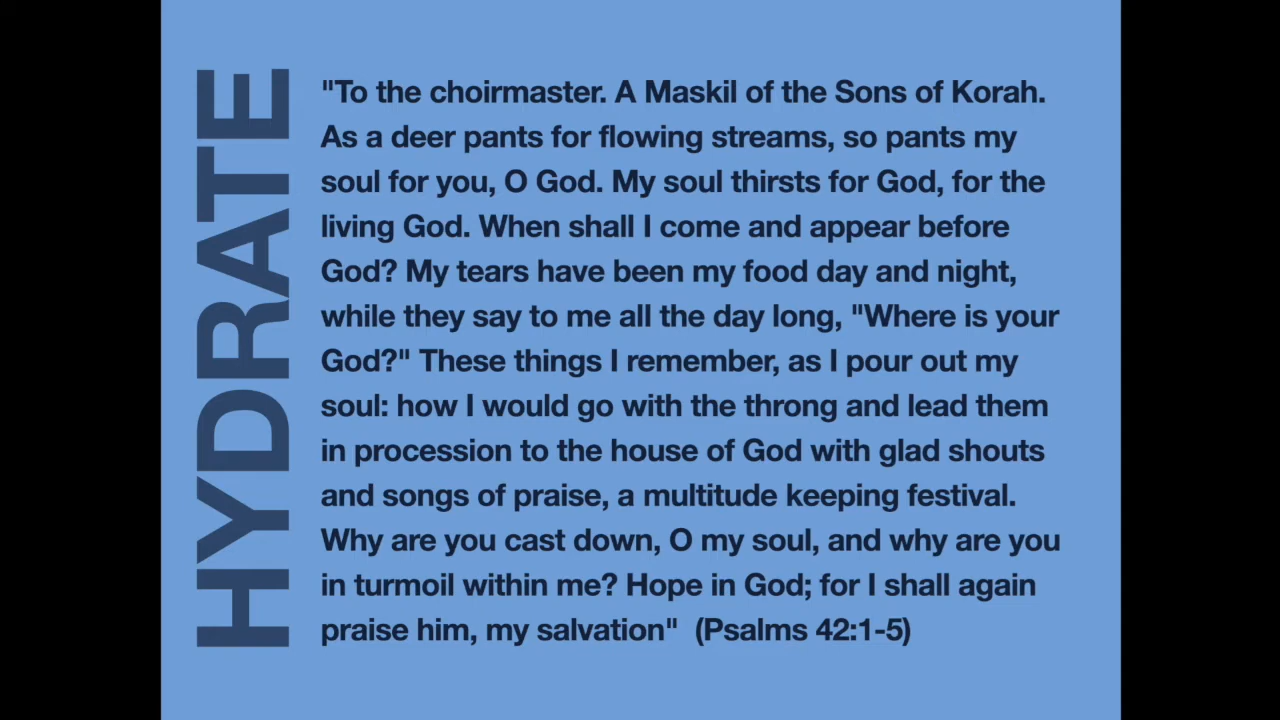 HYDRATE
"To the choirmaster. A Maskil of the Sons of Korah.
As a deer pants for flowing streams, so pants my
soul for you, O God. My soul thirsts for God, for the
living God. When shall I come and appear before
God? My tears have been my food day and night,
while they say to me all the day long, "Where is your
God?" These things I remember, as I pour out my
soul: how I would go with the throng and lead them
in procession to the house of God with glad shouts
and songs of praise, a multitude keeping festival.
Why are you cast down, O my soul, and why are you
in turmoil within me? Hope in God; for I shall again
praise him, my salvation"  (Psalms 42:1-5)